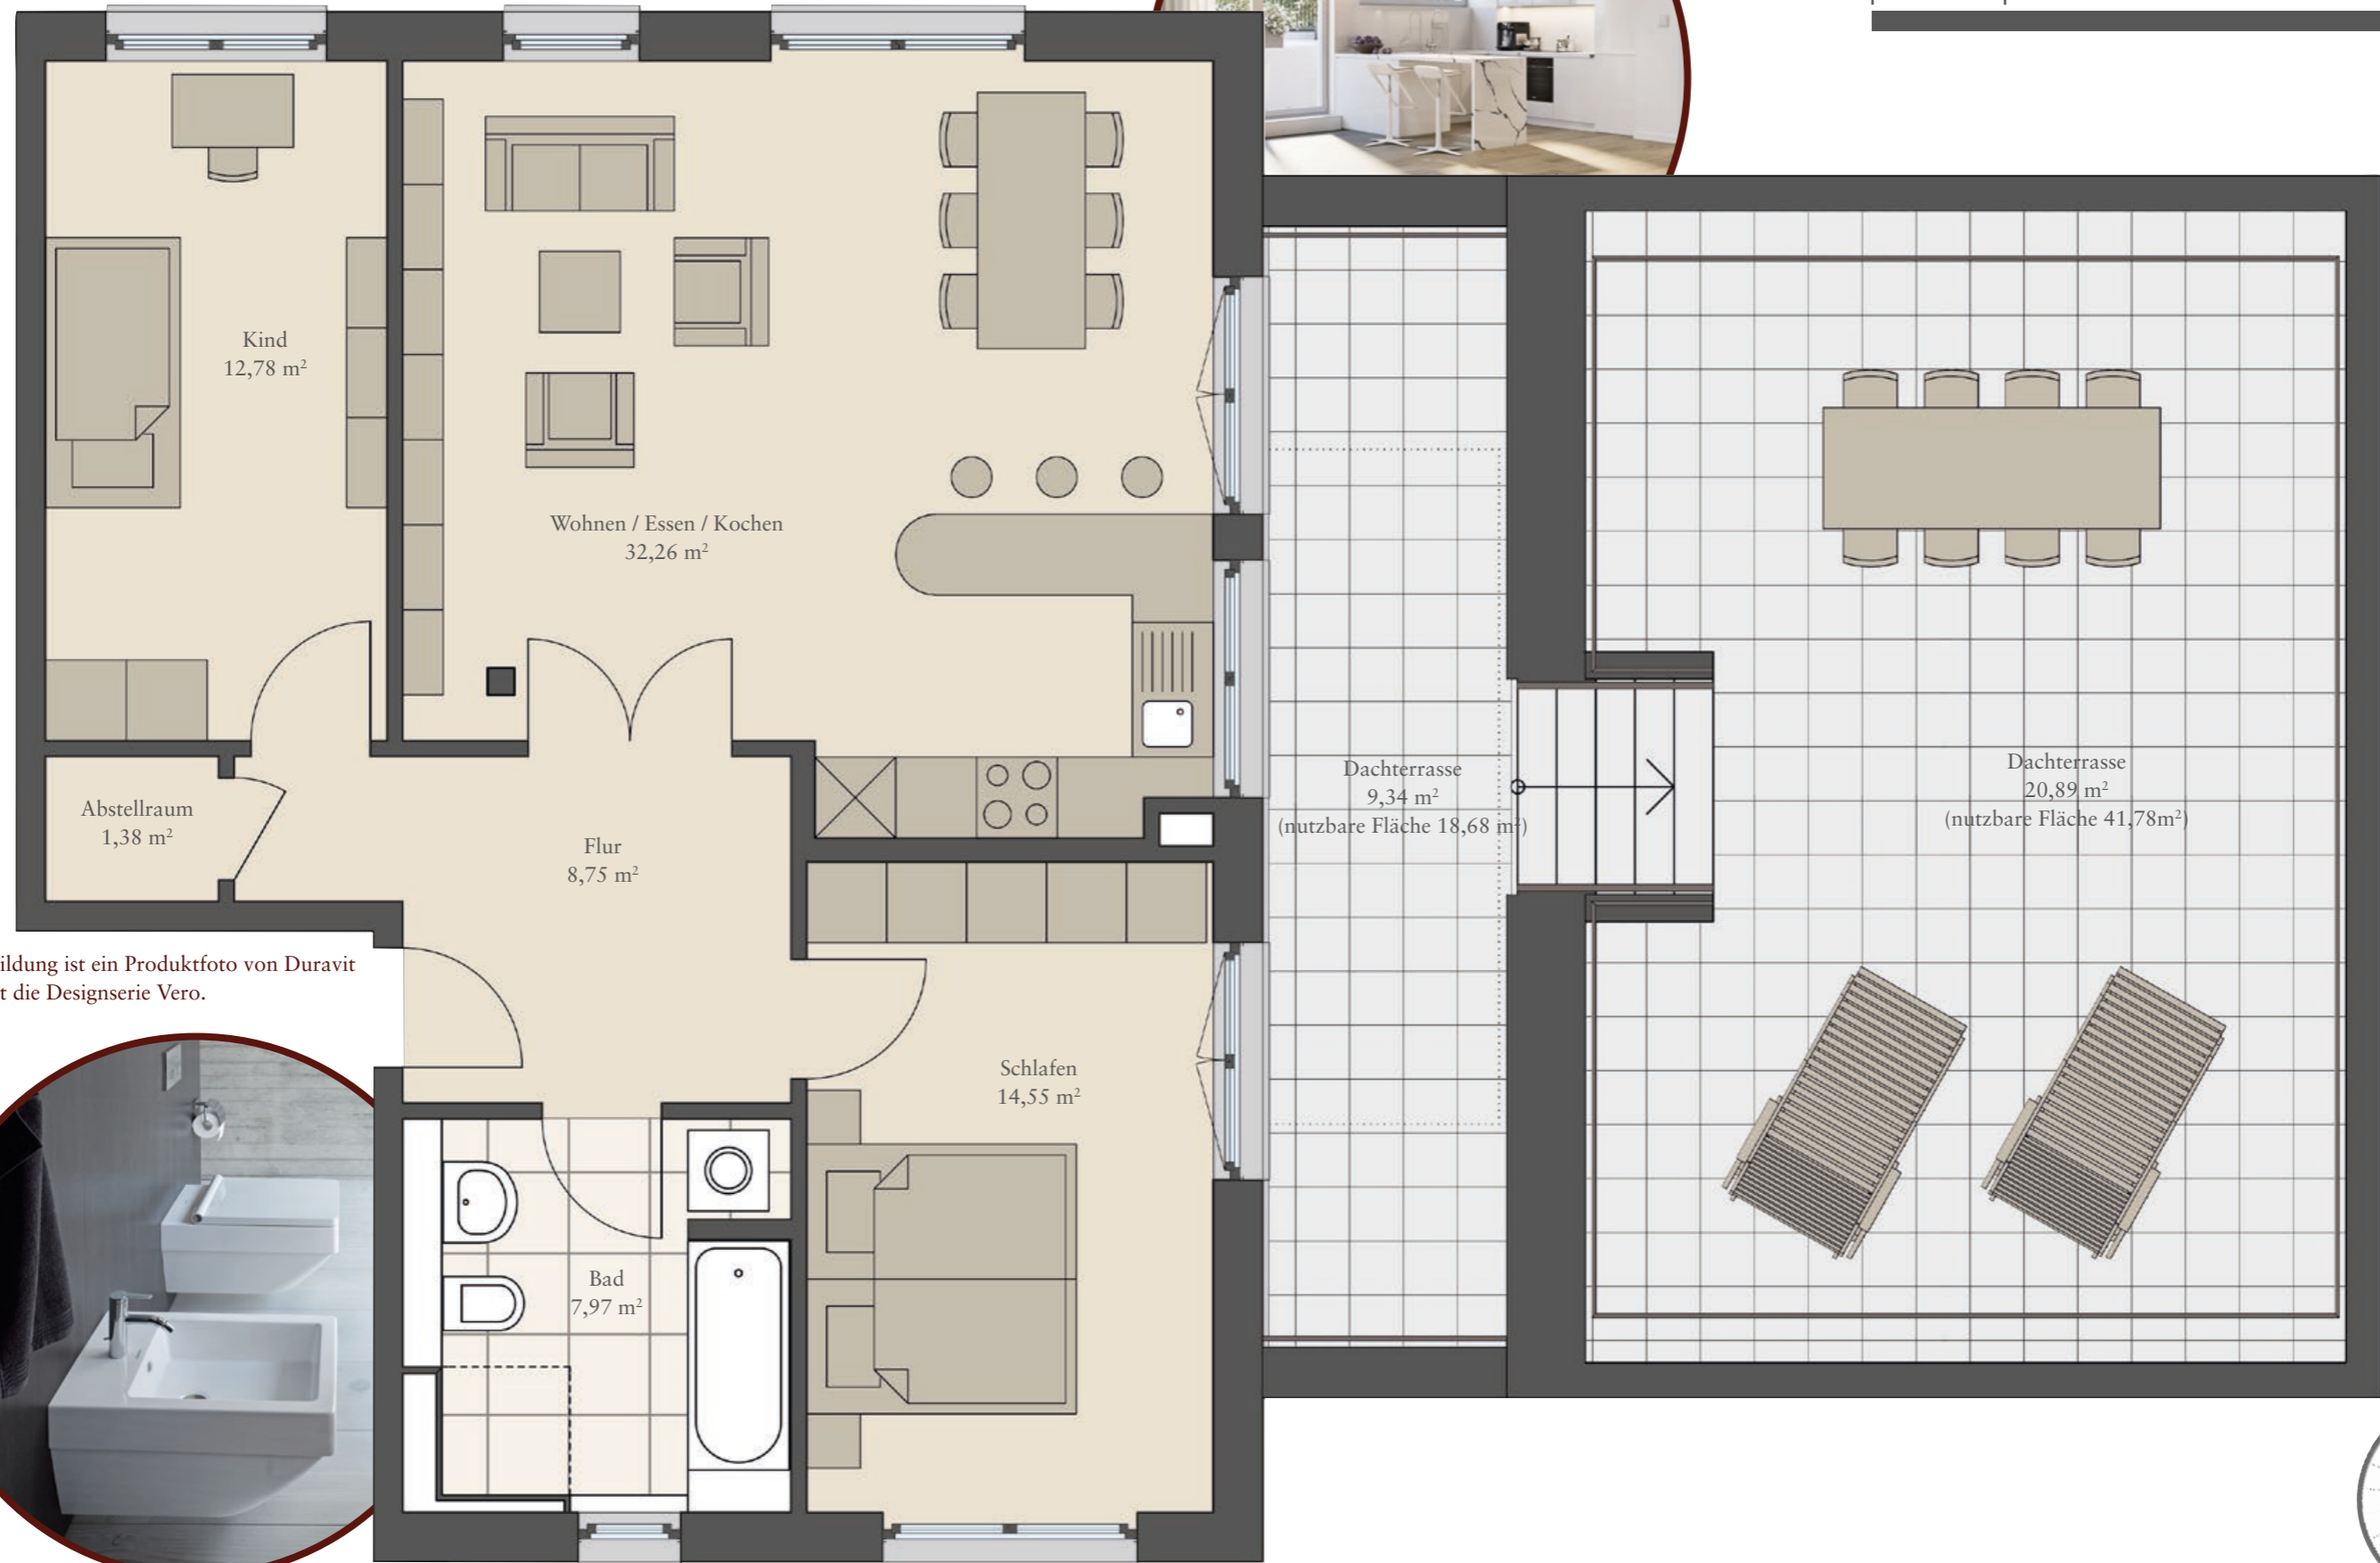 Kind
12,78 m²
Wohnen / Essen / Kochen
32,26 m²
Abstellraum
1,38 m²
Flur
8,75 m²
Dachterrasse
9,34 m²
(nutzbare Fläche 18,68 m²)
Dachterrasse
20,89 m²
(nutzbare Fläche 41,78m²)
ildung ist ein Produktfoto von Duravit
t die Designserie Vero.
Schlafen
14,55 m²
Bad
7,97 m²